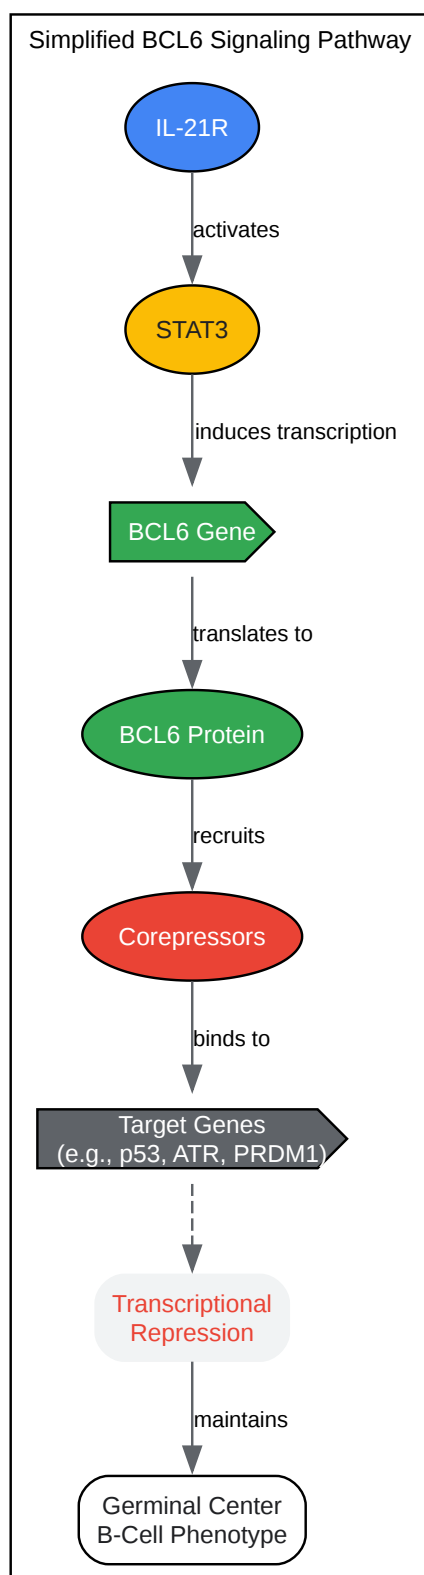 Simplified BCL6 Signaling Pathway
IL-21R
activates
STAT3
induces transcription
BCL6 Gene
translates to
BCL6 Protein
recruits
Corepressors
binds to
Target Genes
(e.g., p53, ATR, PRDM1)
Transcriptional
Repression
maintains
Germinal Center
B-Cell Phenotype